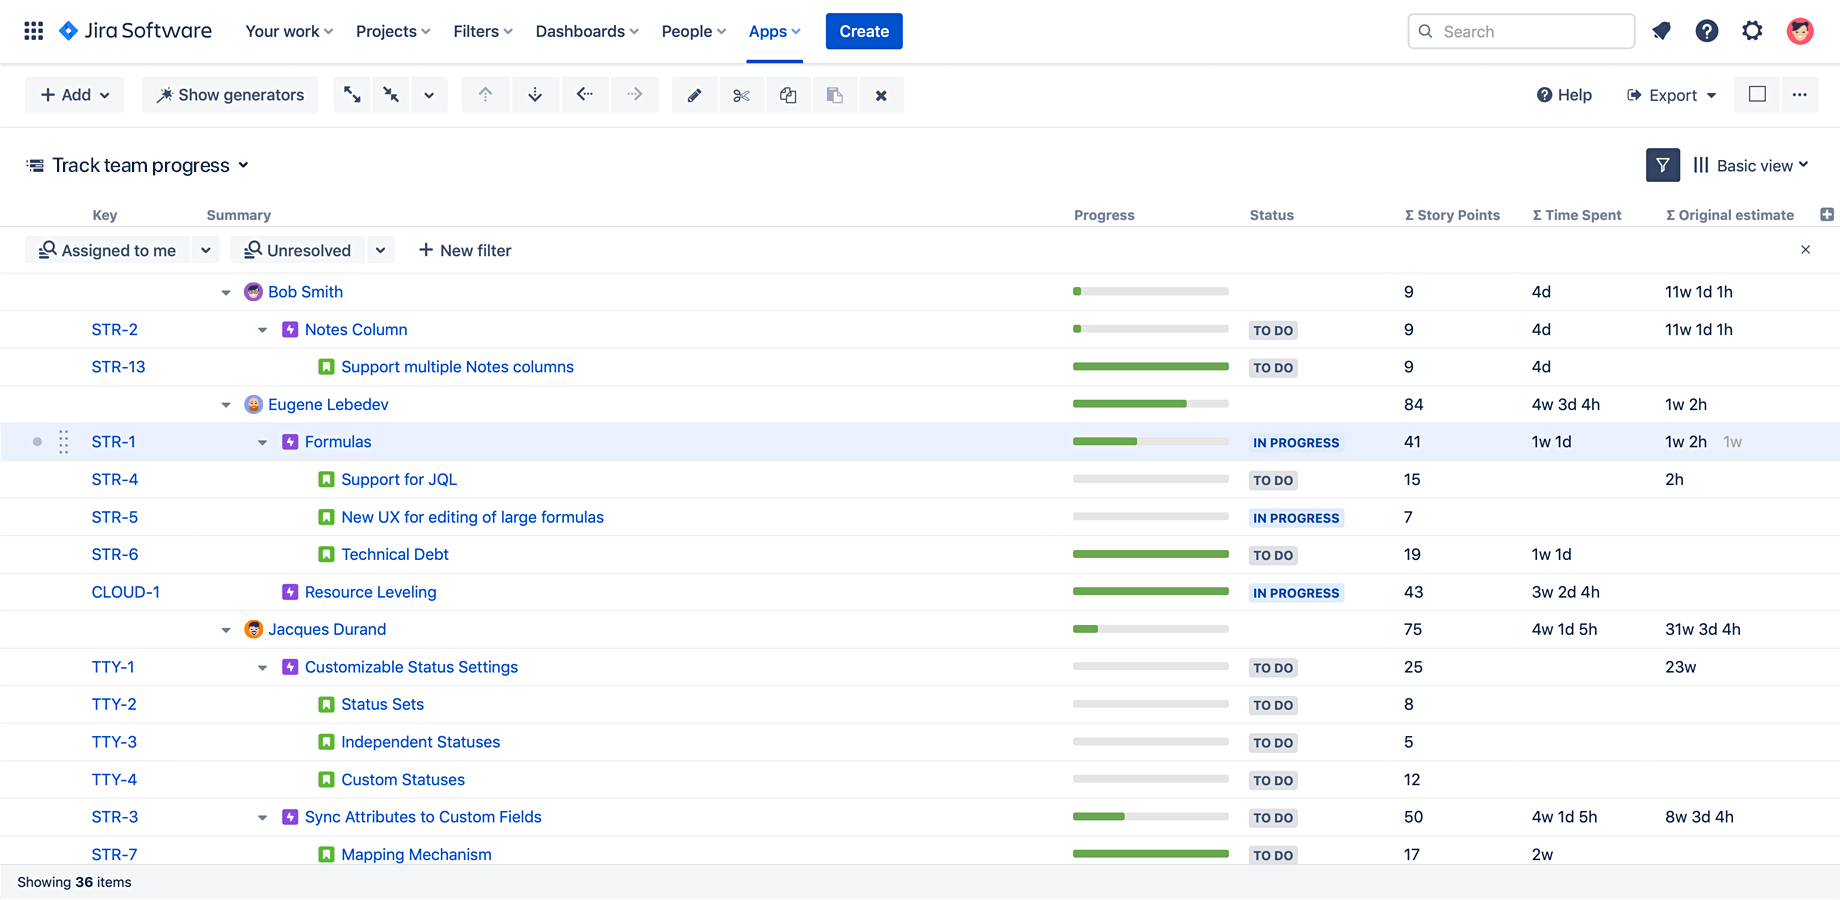 Jira Software Your work Projects Filters Dashboards People Apps Create Search
Add Show generators Help Export
Track team progress Basic view
Key Summary Progress Status Σ Story Points Σ Time Spent Σ Original estimate
Assigned to me Unresolved New filter
Bob Smith 9 4d 11w 1d 1h
STR-2 Notes Column TO DO 9 4d 11w 1d 1h
STR-13 Support multiple Notes columns TO DO 9 4d
Eugene Lebedev 84 4w 3d 4h 1w 2h
STR-1 Formulas IN PROGRESS 41 1w 1d 1w 2h 1w
STR-4 Support for JQL TO DO 15 2h
STR-5 New UX for editing of large formulas IN PROGRESS 7
STR-6 Technical Debt TO DO 19 1w 1d
CLOUD-1 Resource Leveling IN PROGRESS 43 3w 2d 4h
Jacques Durand 75 4w 1d 5h 31w 3d 4h
TTY-1 Customizable Status Settings TO DO 25 23w
TTY-2 Status Sets TO DO 8
TTY-3 Independent Statuses TO DO 5
TTY-4 Custom Statuses TO DO 12
STR-3 Sync Attributes to Custom Fields TO DO 50 4w 1d 5h 8w 3d 4h
STR-7 Mapping Mechanism TO DO 17 2w
Showing 36 items